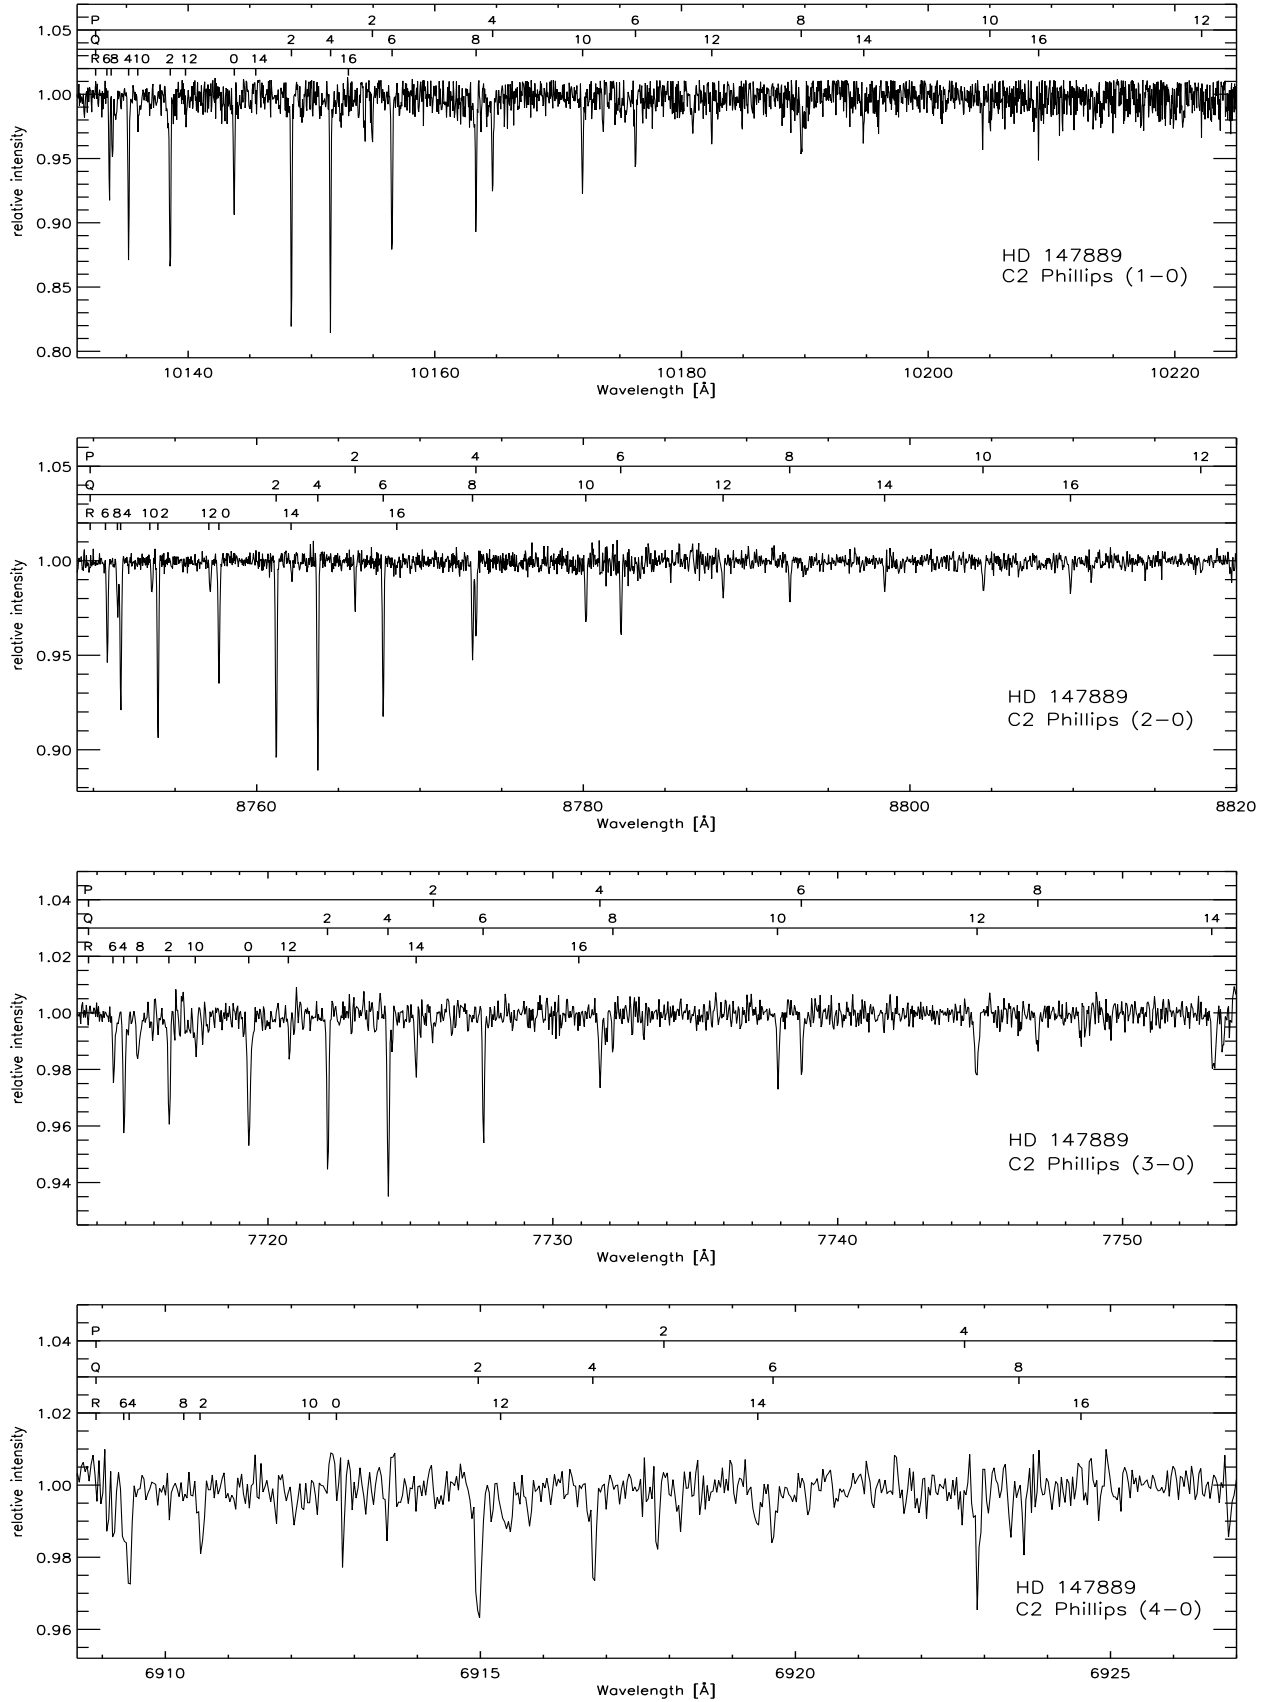 P 2 4 6 8 10 12
1.05
Q 2 4 6 8 10 12 14 16
R 6 8 4 10 2 12 0 14 16
1.00
0.95
0.90
0.85
0.80
relative intensity
HD 147889
C2 Phillips (1−0)
10140 10160 10180 10200 10220
Wavelength [Å]
P 2 4 6 8 10 12
1.05
Q 2 4 6 8 10 12 14 16
R 6 8 4 10 2 12 0 14 16
1.00
0.95
0.90
relative intensity
HD 147889
C2 Phillips (2−0)
8760 8780 8800 8820
Wavelength [Å]
P 2 4 6 8
1.04
Q 2 4 6 8 10 12 14
R 6 4 8 2 10 0 12 14 16
1.02
1.00
0.98
0.96
0.94
relative intensity
HD 147889
C2 Phillips (3−0)
7720 7730 7740 7750
Wavelength [Å]
P 2 4
1.04
Q 2 4 6 8
R 6 4 8 2 10 0 12 14 16
1.02
1.00
0.98
0.96
relative intensity
HD 147889
C2 Phillips (4−0)
6910 6915 6920 6925
Wavelength [Å]